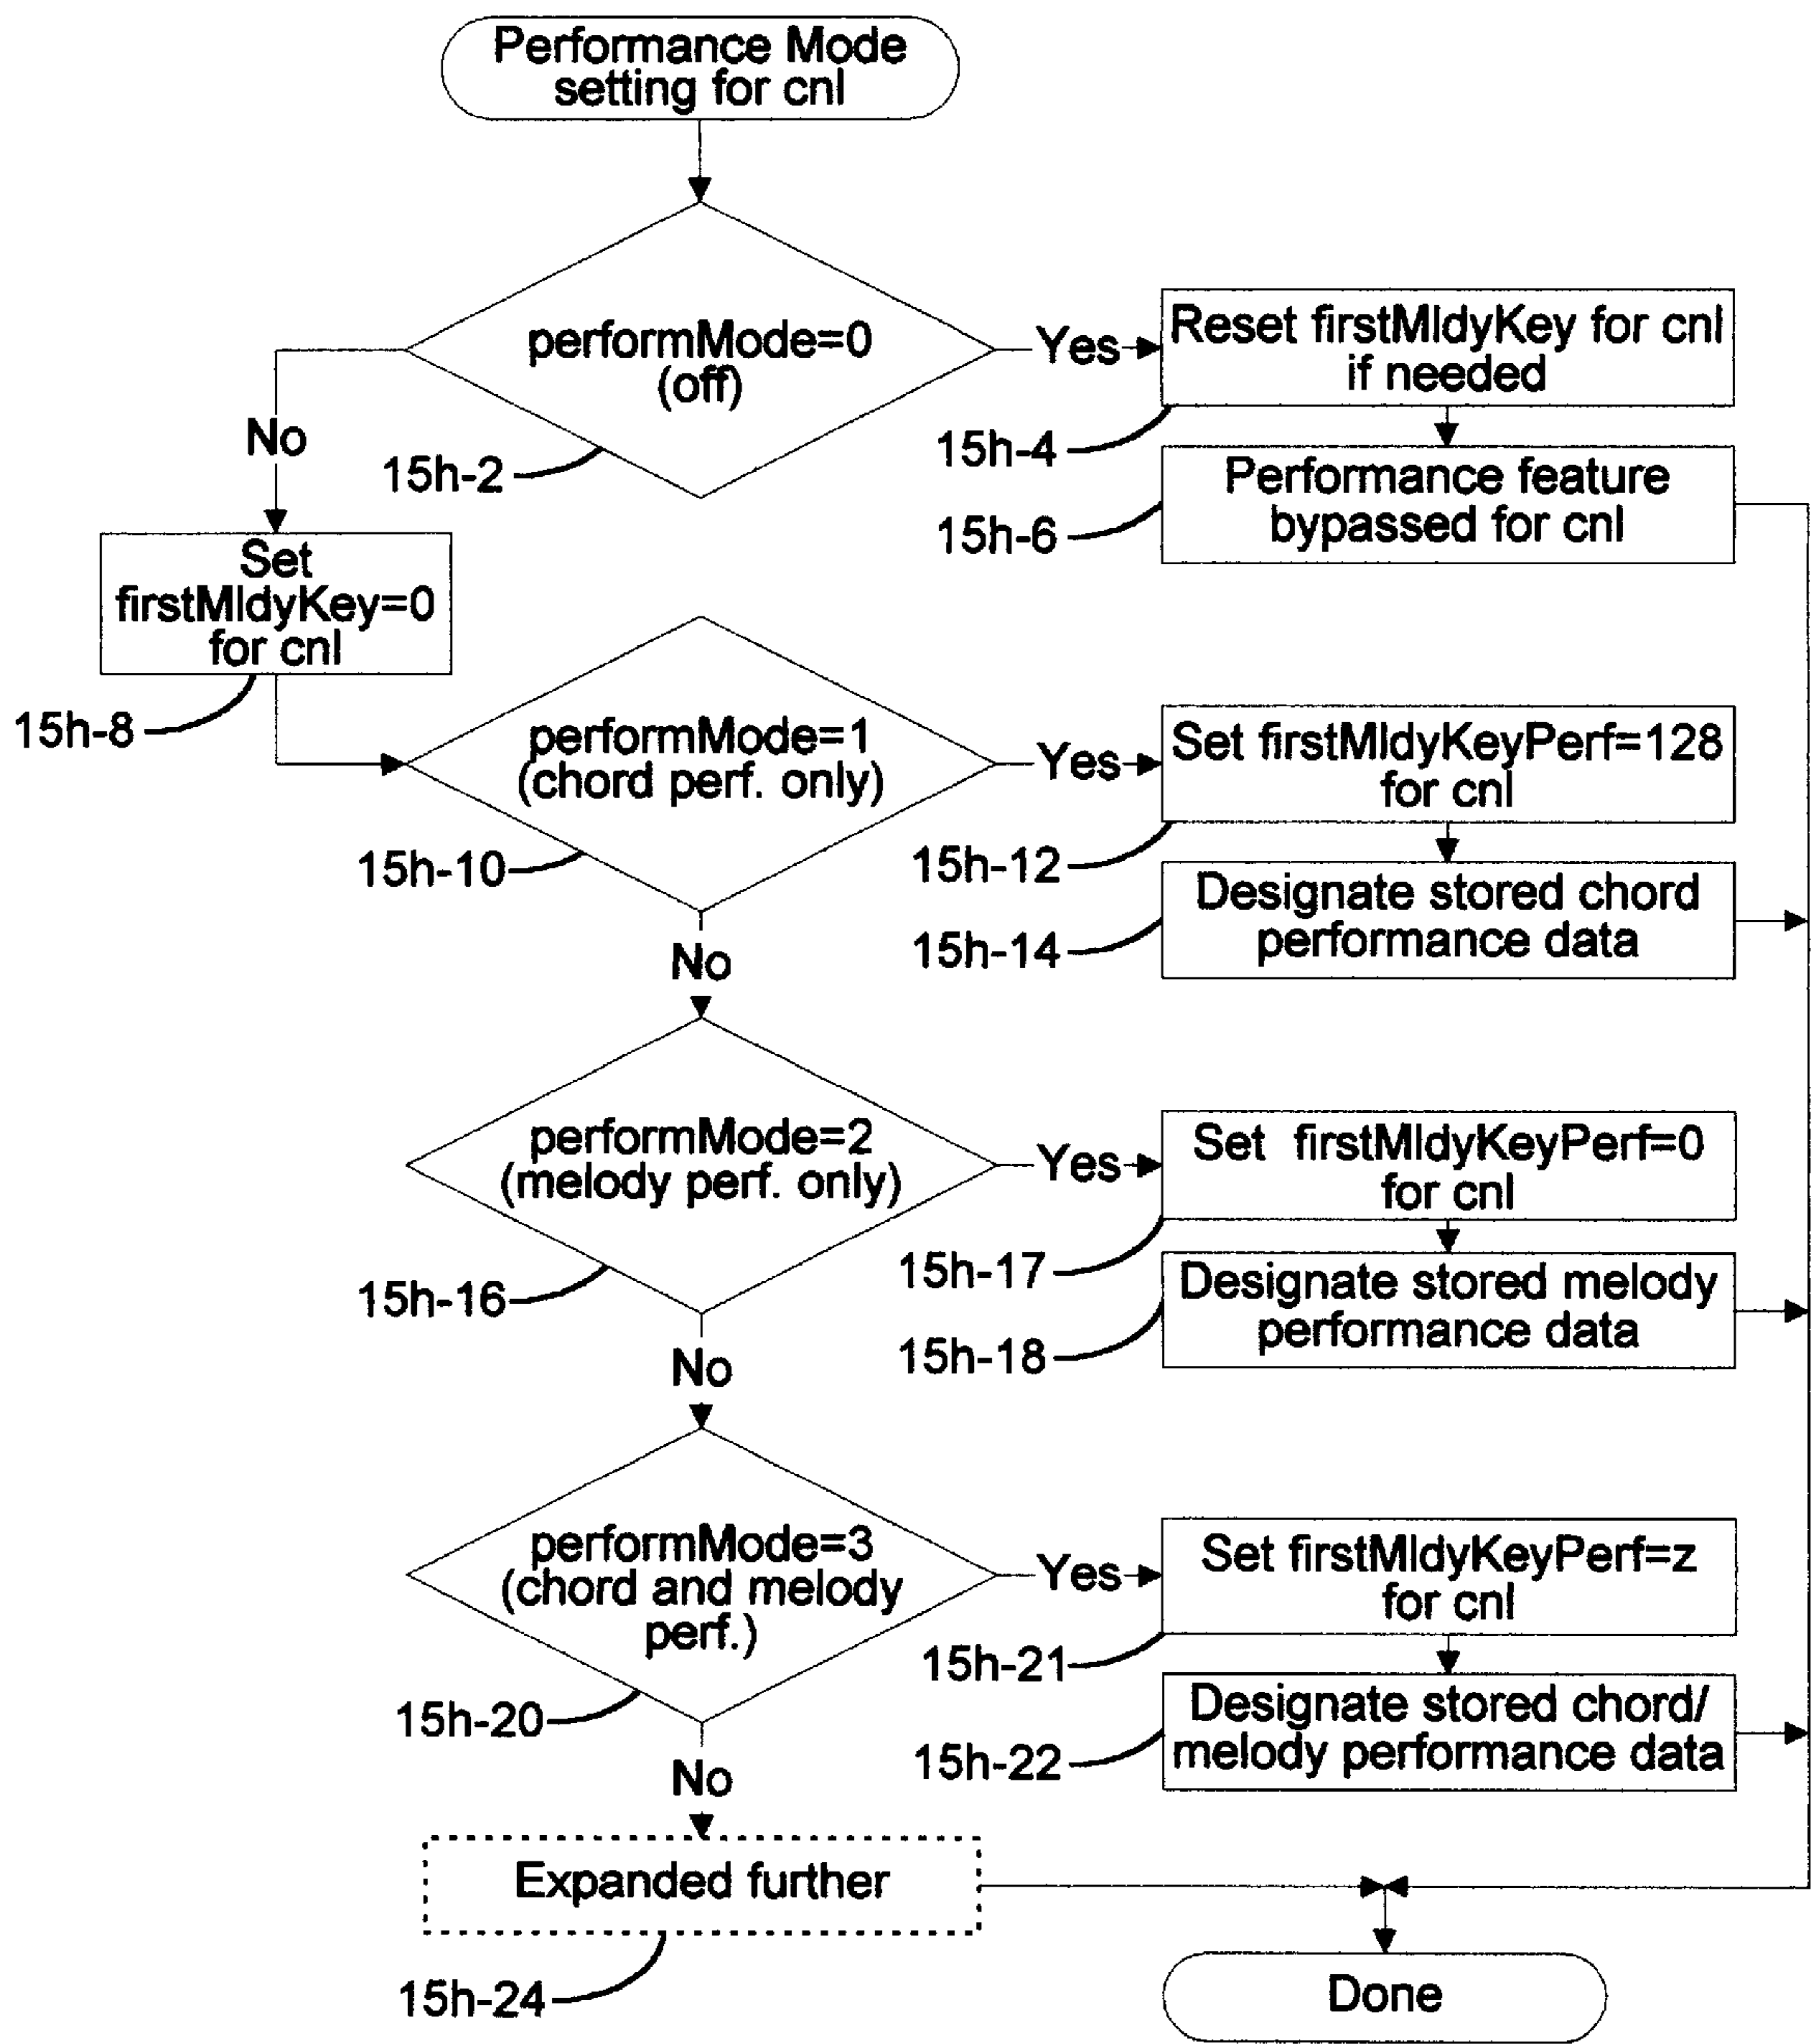 Performance Mode
setting for cnl
performMode=0
(off)
Yes
Reset firstMldyKey for cnl
if needed
No
15h-2
15h-4
Performance feature
bypassed for cnl
15h-6
Set
firstMldyKey=0
for cnl
15h-8
performMode=1
(chord perf. only)
Yes
Set firstMldyKeyPerf=128
for cnl
15h-10
15h-12
Designate stored chord
performance data
15h-14
No
performMode=2
(melody perf. only)
Yes
Set firstMldyKeyPerf=0
for cnl
15h-16
15h-17
Designate stored melody
performance data
15h-18
No
performMode=3
(chord and melody
perf.)
Yes
Set firstMldyKeyPerf=z
for cnl
15h-20
15h-21
Designate stored chord/
melody performance data
15h-22
No
Expanded further
15h-24
Done